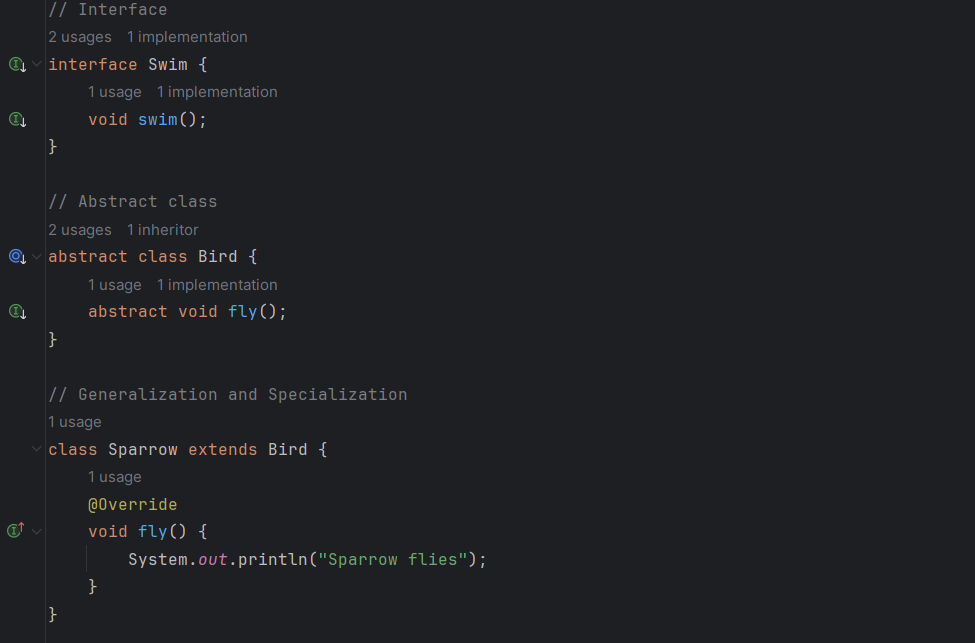 // Interface
2 usages   1 implementation
interface Swim {
    1 usage   1 implementation
    void swim();
}
// Abstract class
2 usages   1 inheritor
abstract class Bird {
    1 usage   1 implementation
    abstract void fly();
}
// Generalization and Specialization
1 usage
class Sparrow extends Bird {
    1 usage
    @Override
    void fly() {
        System.out.println("Sparrow flies");
    }
}